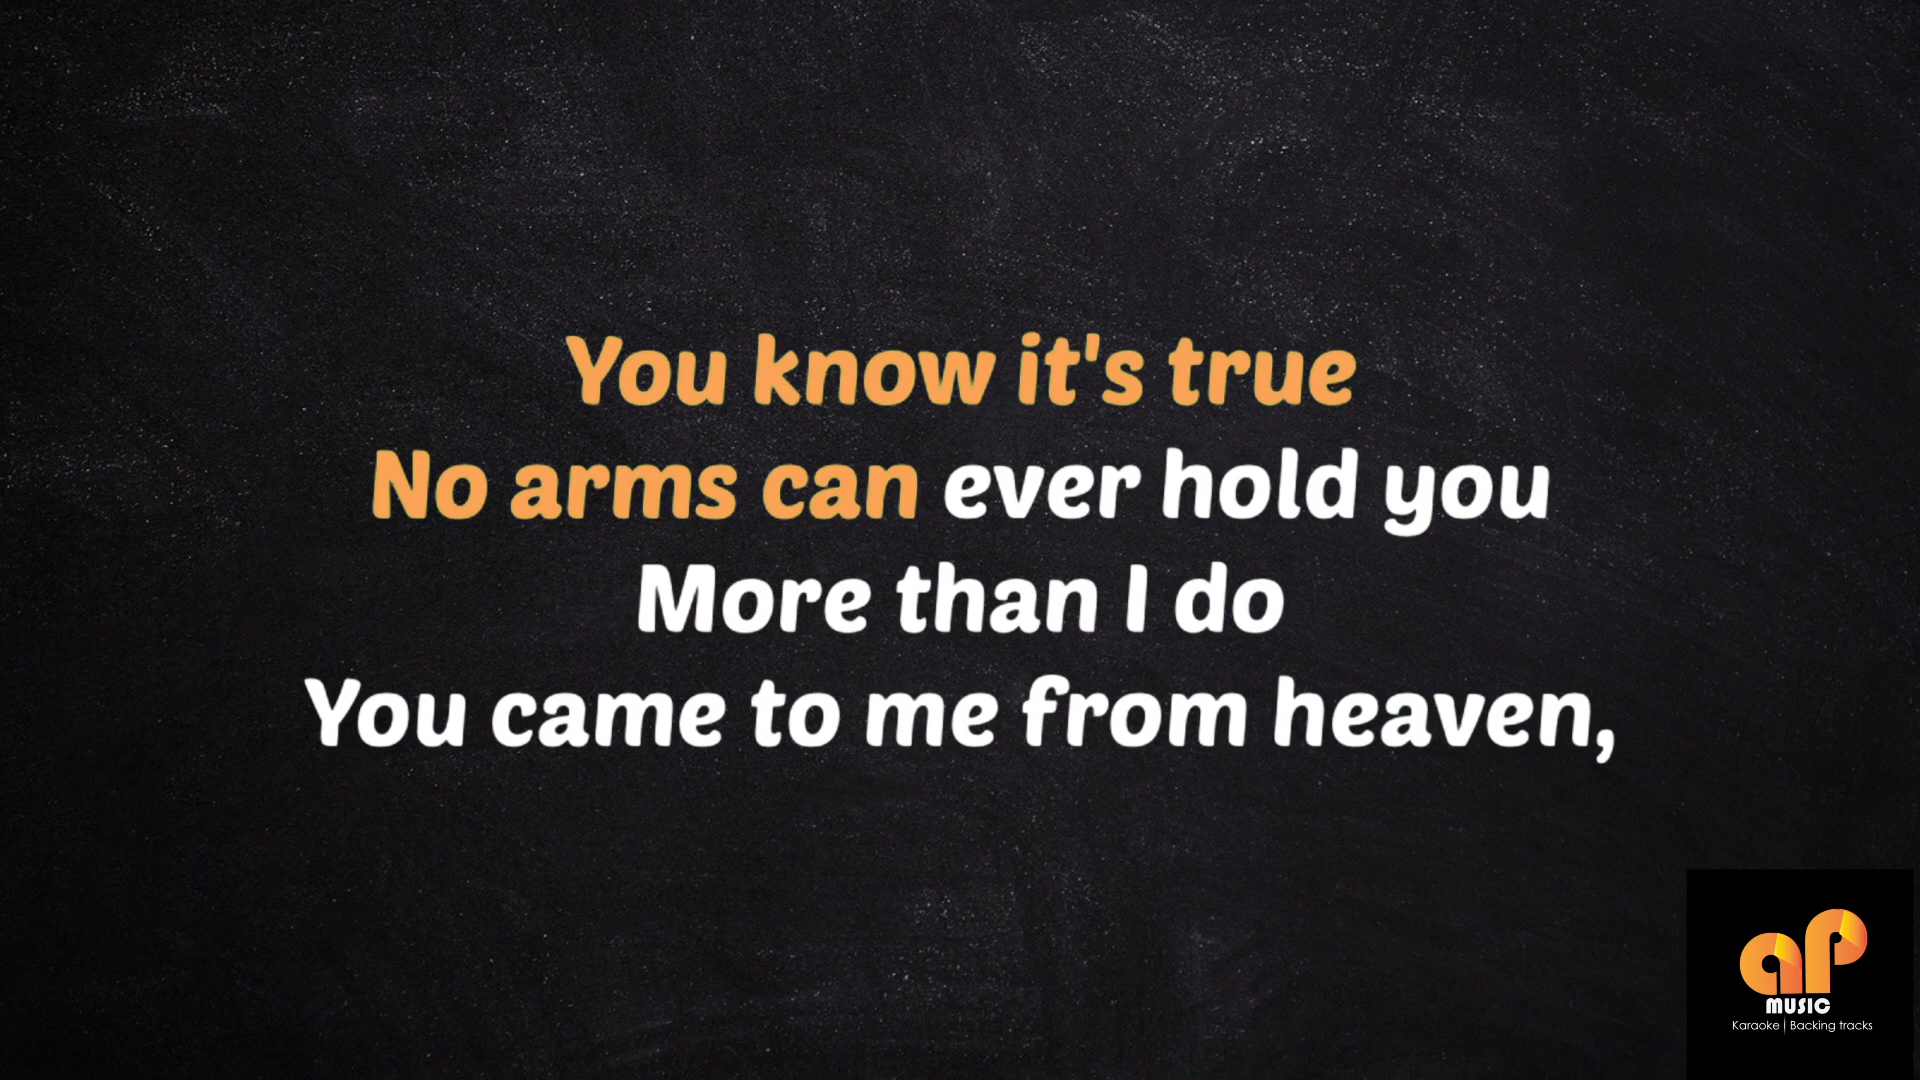 You know it's true
No arms can ever hold you
More than I do
You came to me from heaven,
ap
MUSIC
Karaoke | Backing tracks